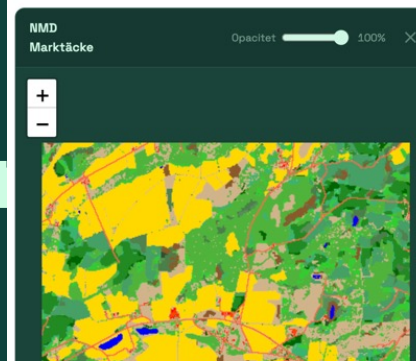 NMD
Marktäcke
Opacitet 100%
+
−